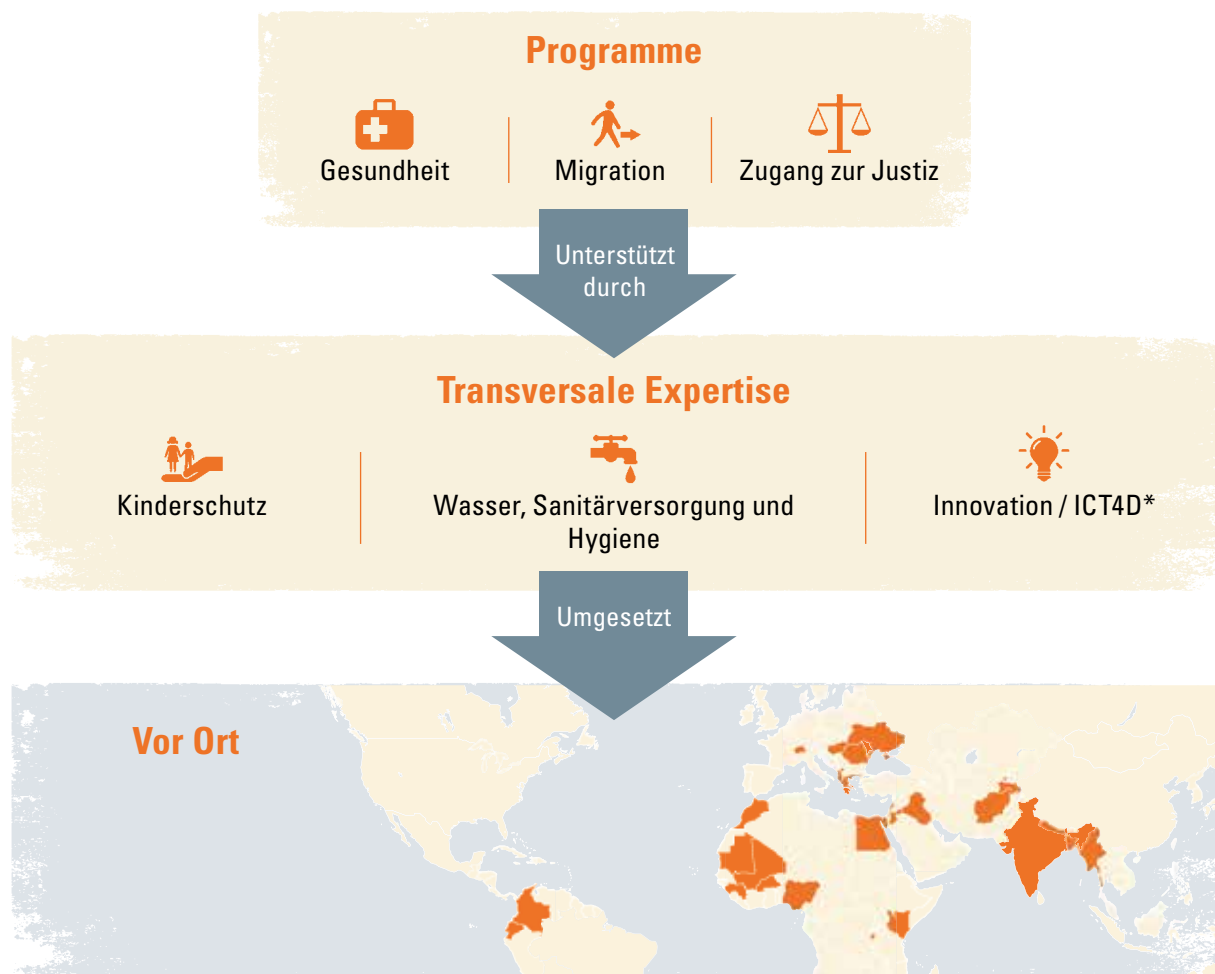 Programme
Gesundheit
Migration
Zugang zur Justiz
Unterstützt
durch
Transversale Expertise
Kinderschutz
Wasser, Sanitärversorgung und
Hygiene
Innovation / ICT4D*
Umgesetzt
Vor Ort